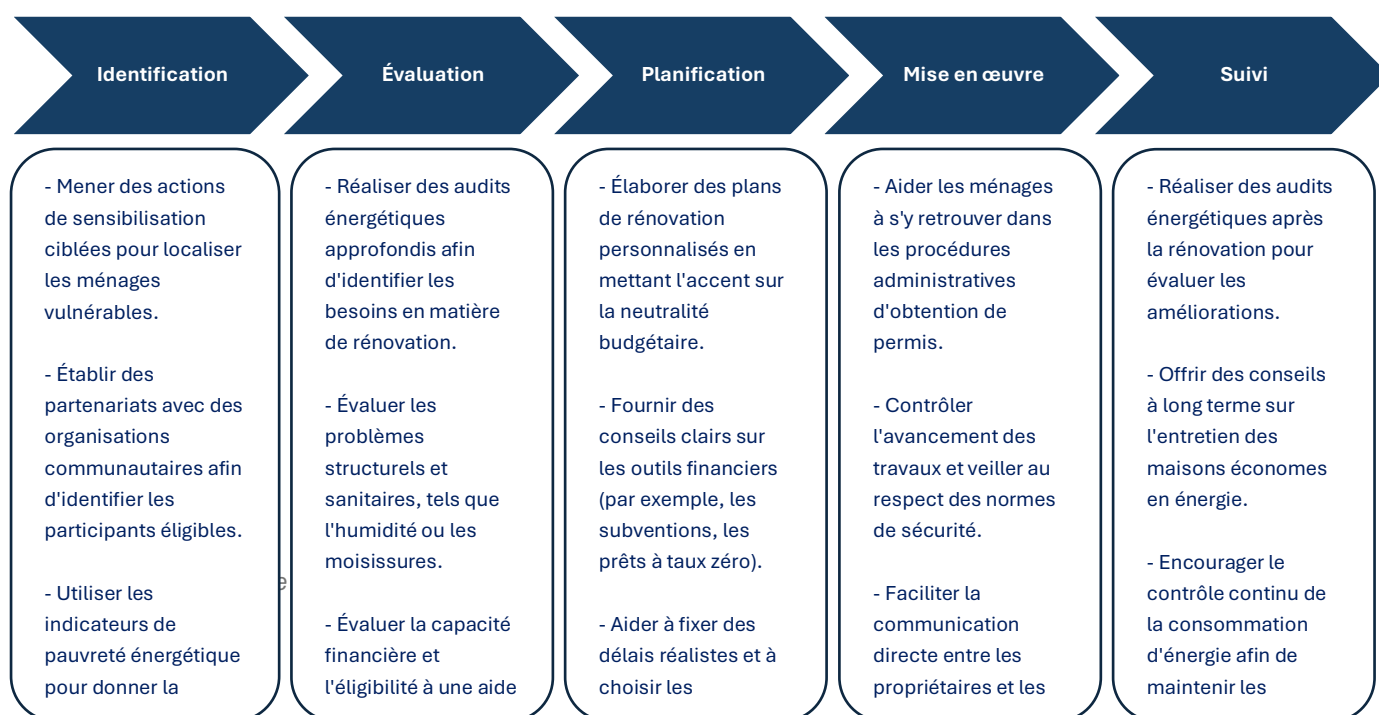 Identification
Évaluation
Planification
Mise en œuvre
Suivi
- Mener des actions
de sensibilisation
ciblées pour localiser
les ménages
vulnérables.
- Établir des
partenariats avec des
organisations
communautaires afin
d'identifier les
participants éligibles.
- Utiliser les
indicateurs de
pauvreté énergétique
pour donner la
e
- Réaliser des audits
énergétiques
approfondis afin
d'identifier les
besoins en matière
de rénovation.
- Évaluer les
problèmes
structurels et
sanitaires, tels que
l'humidité ou les
moisissures.
- Évaluer la capacité
financière et
l'éligibilité à une aide
- Élaborer des plans
de rénovation
personnalisés en
mettant l'accent sur
la neutralité
budgétaire.
- Fournir des
conseils clairs sur
les outils financiers
(par exemple, les
subventions, les
prêts à taux zéro).
- Aider à fixer des
délais réalistes et à
choisir les
- Aider les ménages
à s'y retrouver dans
les procédures
administratives
d'obtention de
permis.
- Contrôler
l'avancement des
travaux et veiller au
respect des normes
de sécurité.
- Faciliter la
communication
directe entre les
propriétaires et les
- Réaliser des audits
énergétiques après
la rénovation pour
évaluer les
améliorations.
- Offrir des conseils
à long terme sur
l'entretien des
maisons économes
en énergie.
- Encourager le
contrôle continu de
la consommation
d'énergie afin de
maintenir les